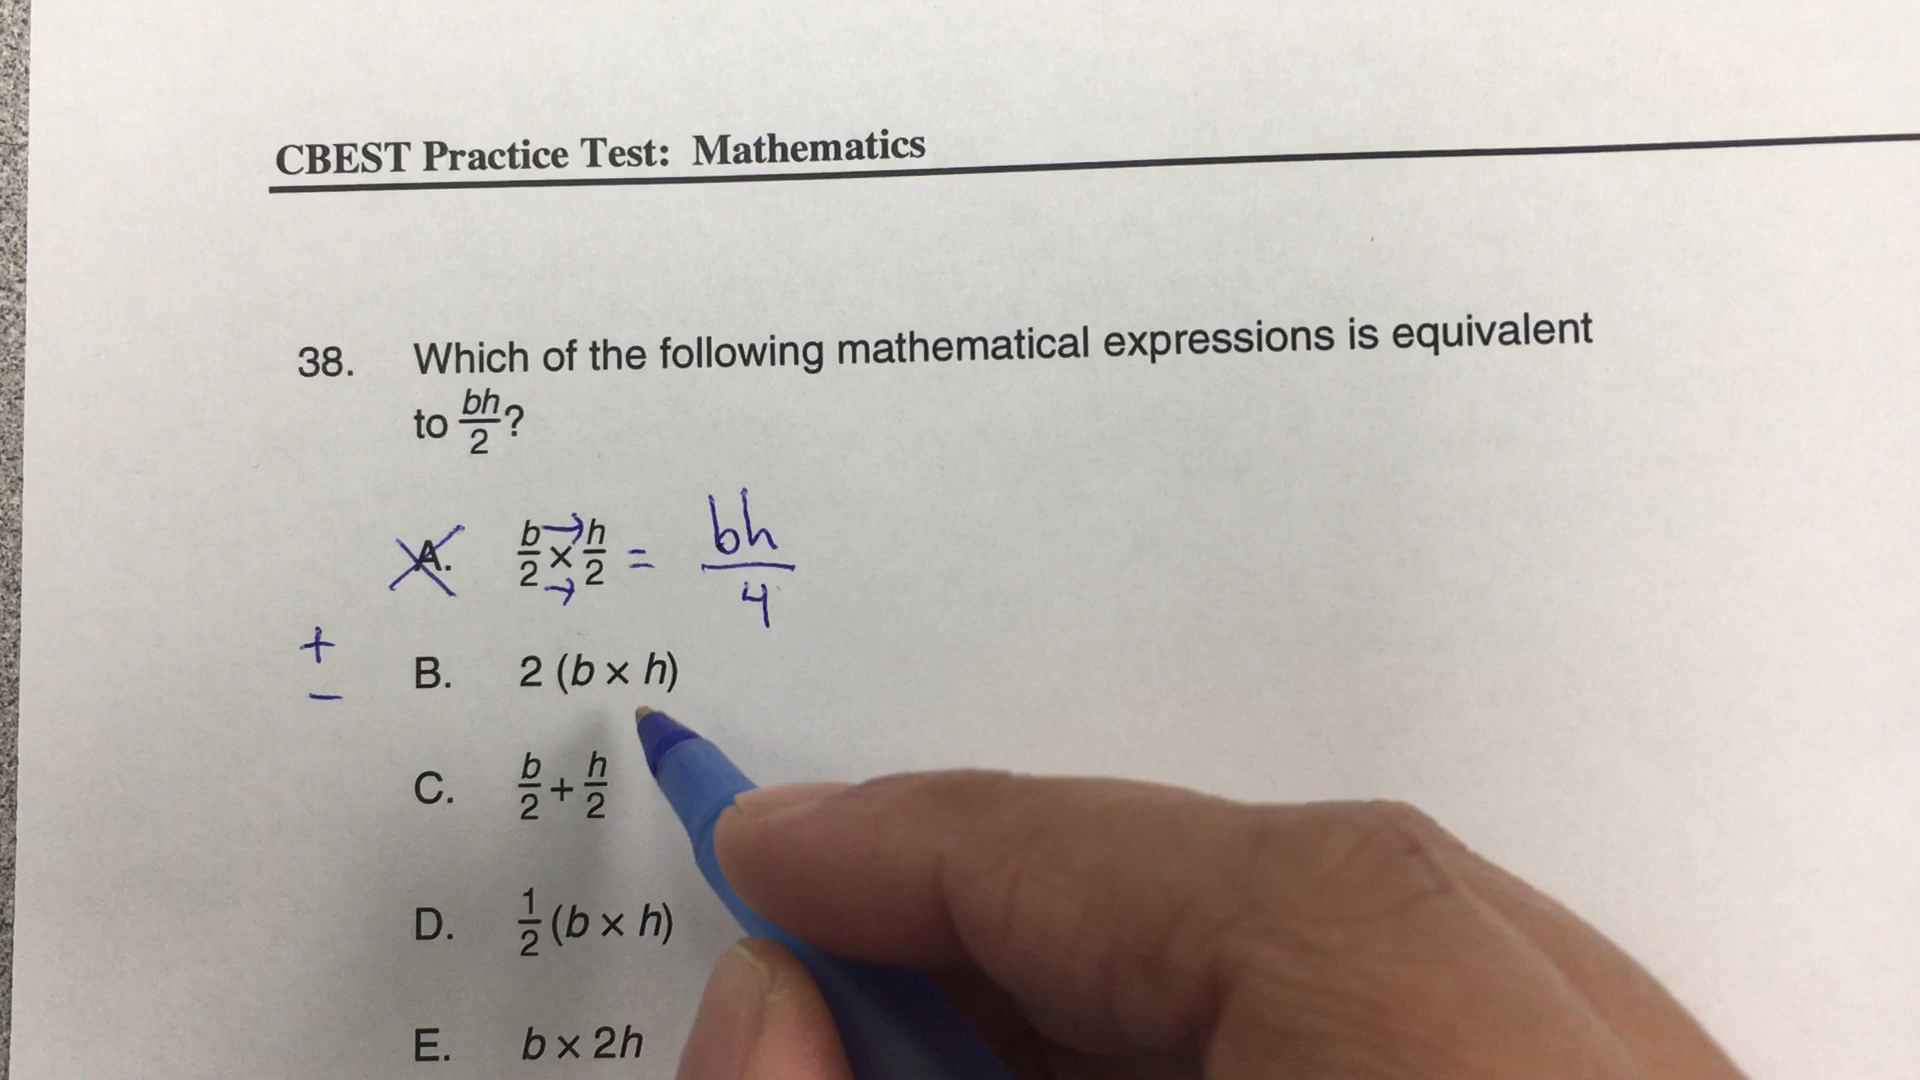 CBEST Practice Test: Mathematics
38. Which of the following mathematical expressions is equivalent
to bh/2?
A. b/2 × h/2 = bh/4
+
B. 2 (b × h)
−
C. b/2 + h/2
D. 1/2 (b × h)
E. b × 2h